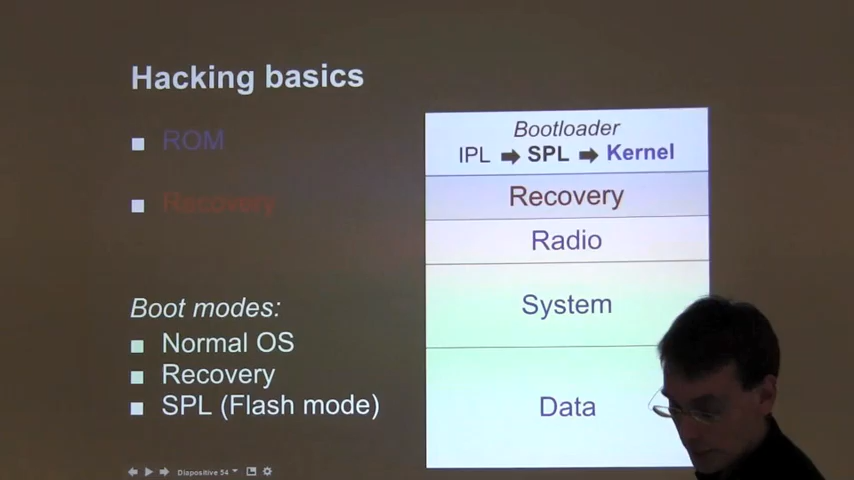 Hacking basics
ROM
Recovery
Boot modes:
Normal OS
Recovery
SPL (Flash mode)
Bootloader
IPL ➡ SPL ➡ Kernel
Recovery
Radio
System
Data
Diapositive 54